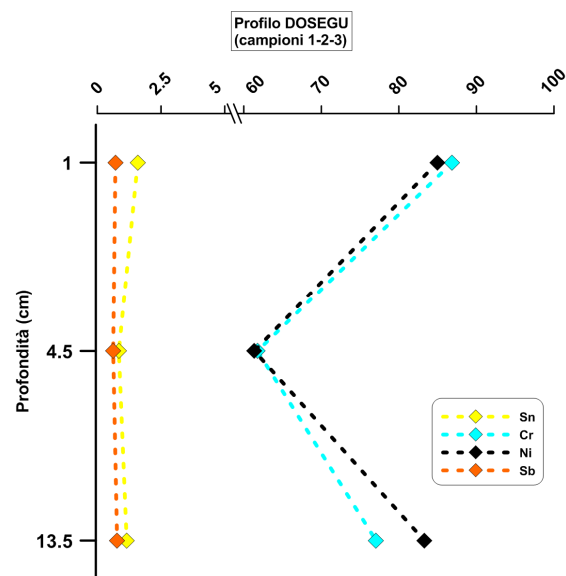 Profilo DOSEGU
(campioni 1-2-3)
0 2.5 5 60 70 80 90 100
1
4.5
13.5
Profondità (cm)
Sn
Cr
Ni
Sb